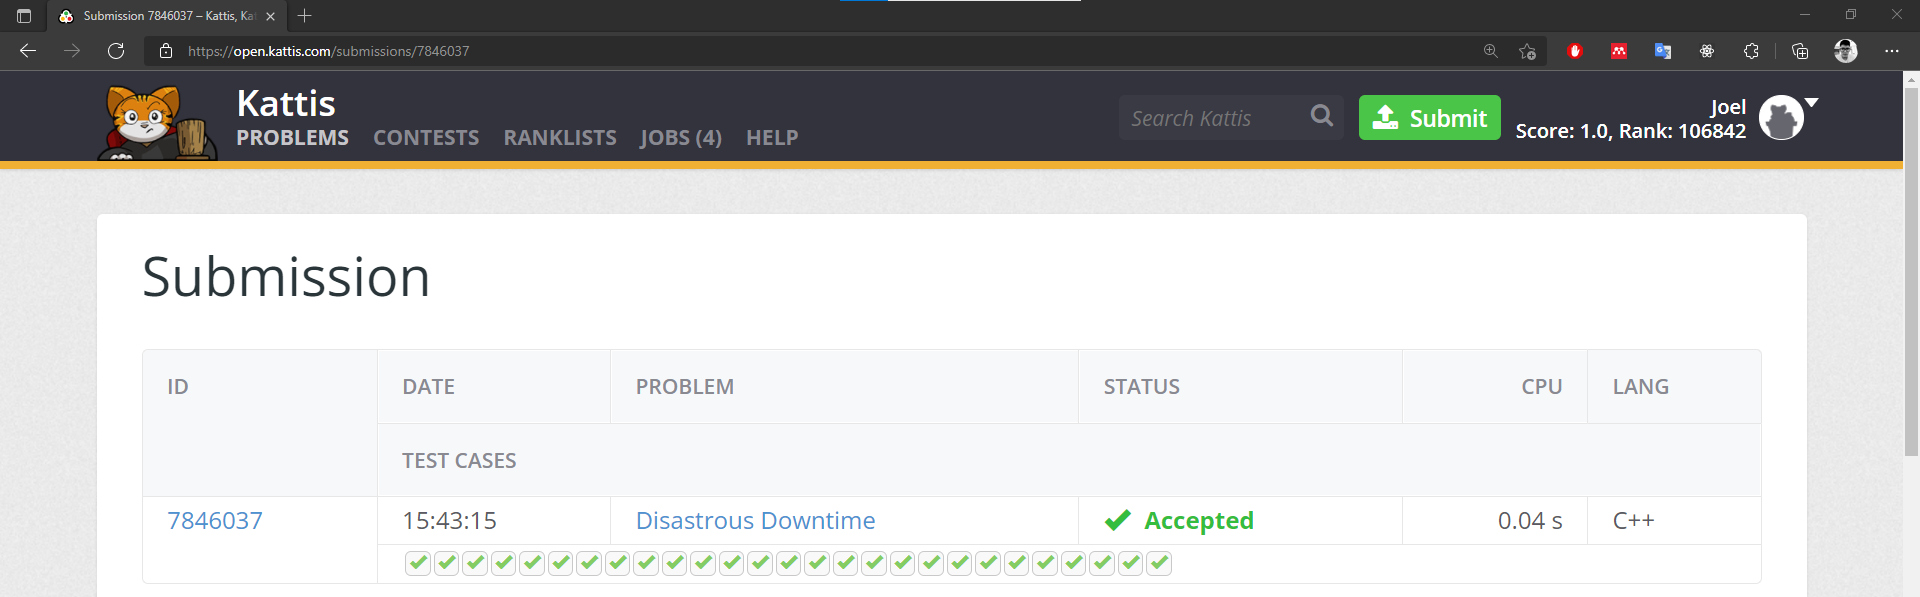 Submission 7846037 – Kattis, Ka
https://open.kattis.com/submissions/7846037
Kattis
PROBLEMS CONTESTS RANKLISTS JOBS (4) HELP
Search Kattis
Submit
Joel
Score: 1.0, Rank: 106842
Submission
ID DATE PROBLEM STATUS CPU LANG
TEST CASES
7846037 15:43:15 Disastrous Downtime Accepted 0.04 s C++